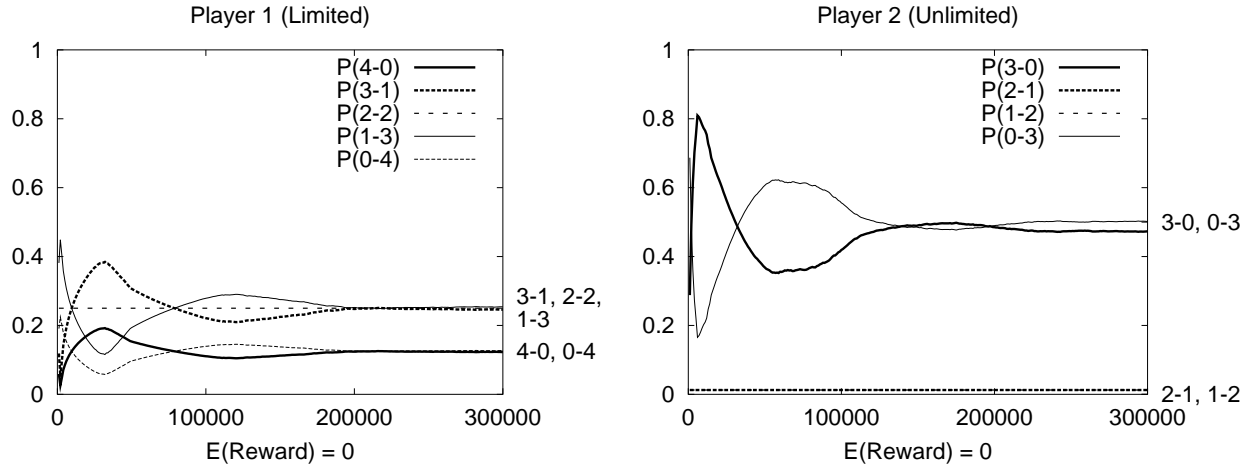 Player 1 (Limited)
1
0.8
0.6
0.4
0.2
0
P(4-0)
P(3-1)
P(2-2)
P(1-3)
P(0-4)
3-1, 2-2,
1-3
4-0, 0-4
0
100000
200000
300000
E(Reward) = 0
Player 2 (Unlimited)
1
0.8
0.6
0.4
0.2
0
P(3-0)
P(2-1)
P(1-2)
P(0-3)
3-0, 0-3
2-1, 1-2
0
100000
200000
300000
E(Reward) = 0